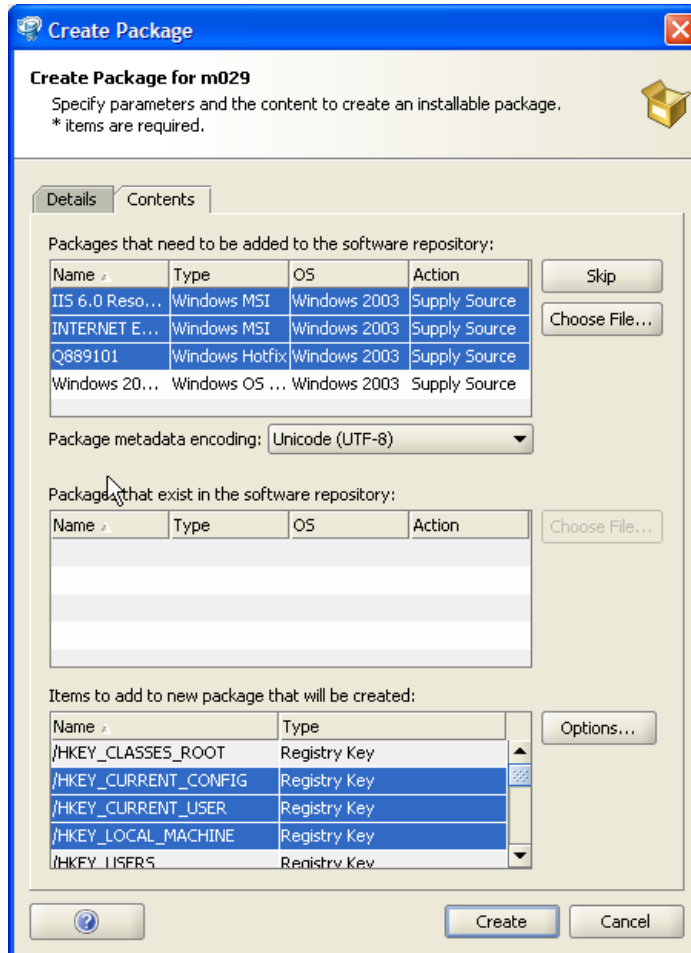 Create Package
Create Package for m029
Specify parameters and the content to create an installable package.
* items are required.
Details Contents
Packages that need to be added to the software repository:
Name Type OS Action
Skip
IIS 6.0 Reso... Windows MSI Windows 2003 Supply Source
Choose File...
INTERNET E... Windows MSI Windows 2003 Supply Source
Q889101 Windows Hotfix Windows 2003 Supply Source
Windows 20... Windows OS ... Windows 2003 Supply Source
Package metadata encoding: Unicode (UTF-8)
Packages that exist in the software repository:
Name Type OS Action
Choose File...
Items to add to new package that will be created:
Name Type
Options...
/HKEY_CLASSES_ROOT Registry Key
/HKEY_CURRENT_CONFIG Registry Key
/HKEY_CURRENT_USER Registry Key
/HKEY_LOCAL_MACHINE Registry Key
/HKEY_USERS Registry Key
? Create Cancel